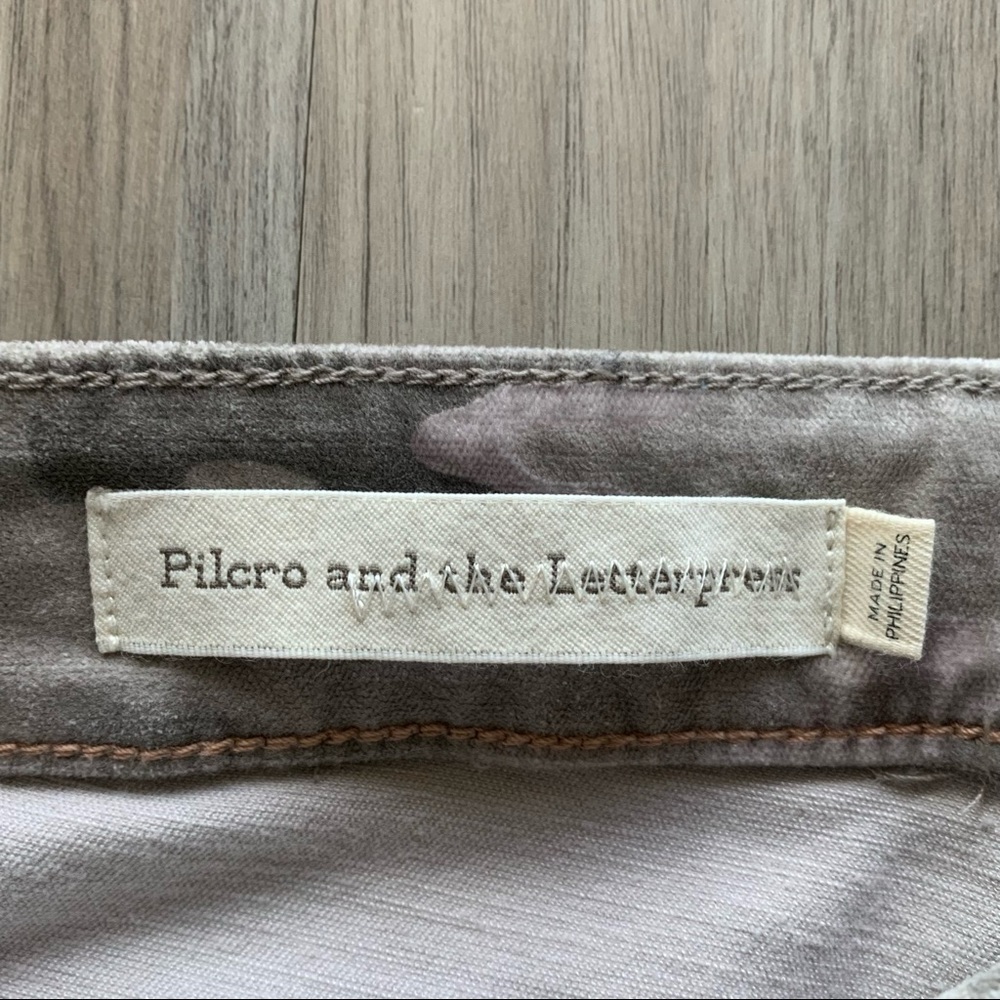 Pilcro and the Letterpress
MADE IN
PHILIPPINES